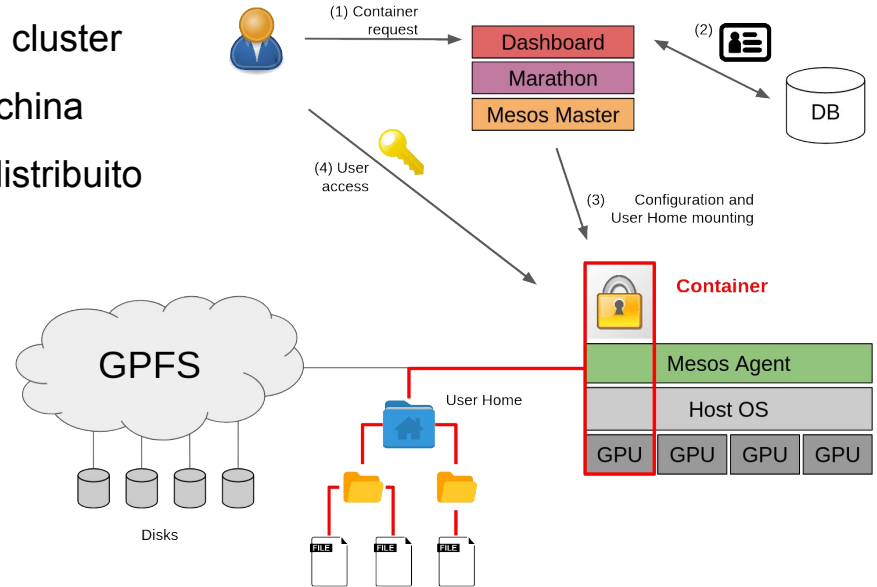 cluster
china
distribuito
(1) Container
request
Dashboard
Marathon
Mesos Master
(2)
DB
(4) User
access
(3) Configuration and
User Home mounting
Container
GPFS
Mesos Agent
User Home
Host OS
GPU GPU GPU GPU
Disks
FILE FILE FILE